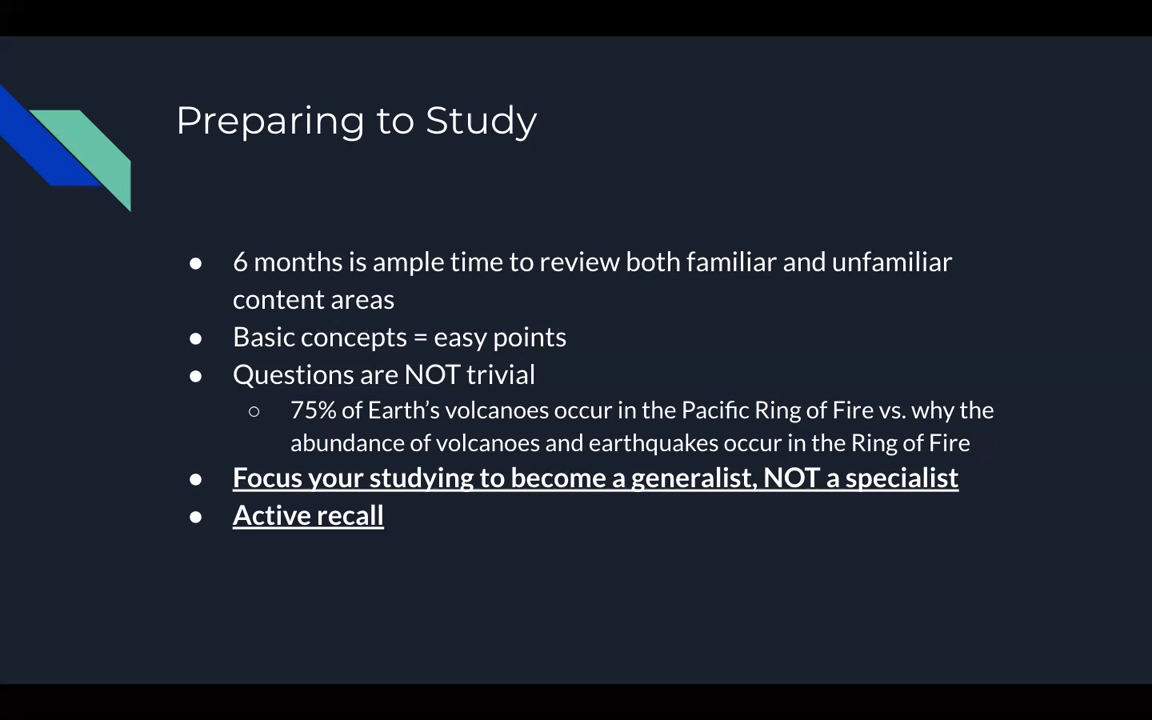 Preparing to Study
● 6 months is ample time to review both familiar and unfamiliar
content areas
● Basic concepts = easy points
● Questions are NOT trivial
○ 75% of Earth’s volcanoes occur in the Pacific Ring of Fire vs. why the
abundance of volcanoes and earthquakes occur in the Ring of Fire
● Focus your studying to become a generalist, NOT a specialist
● Active recall